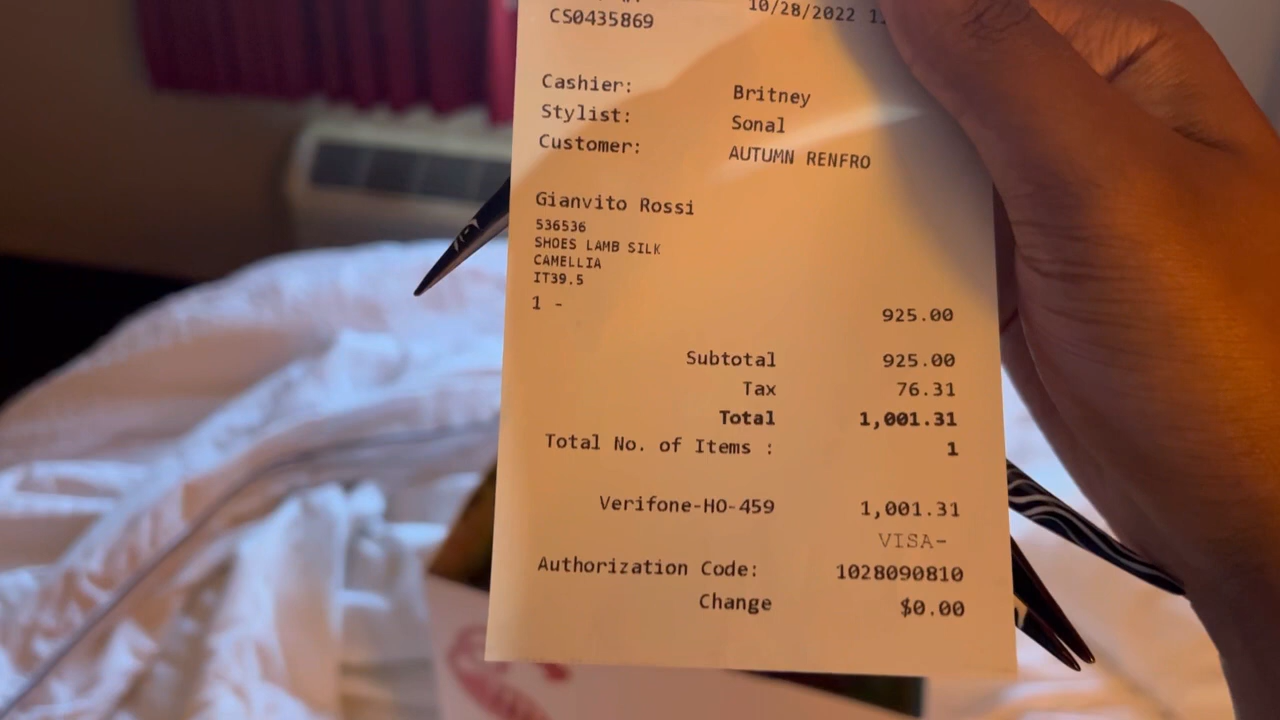 CS0435869 10/28/2022
Cashier: Britney
Stylist: Sonal
Customer: AUTUMN RENFRO
Gianvito Rossi
536536
SHOES LAMB SILK
CAMELLIA
IT39.5
1 - 925.00
Subtotal 925.00
Tax 76.31
Total 1,001.31
Total No. of Items : 1
Verifone-HO-459 1,001.31
VISA-
Authorization Code: 1028090810
Change $0.00